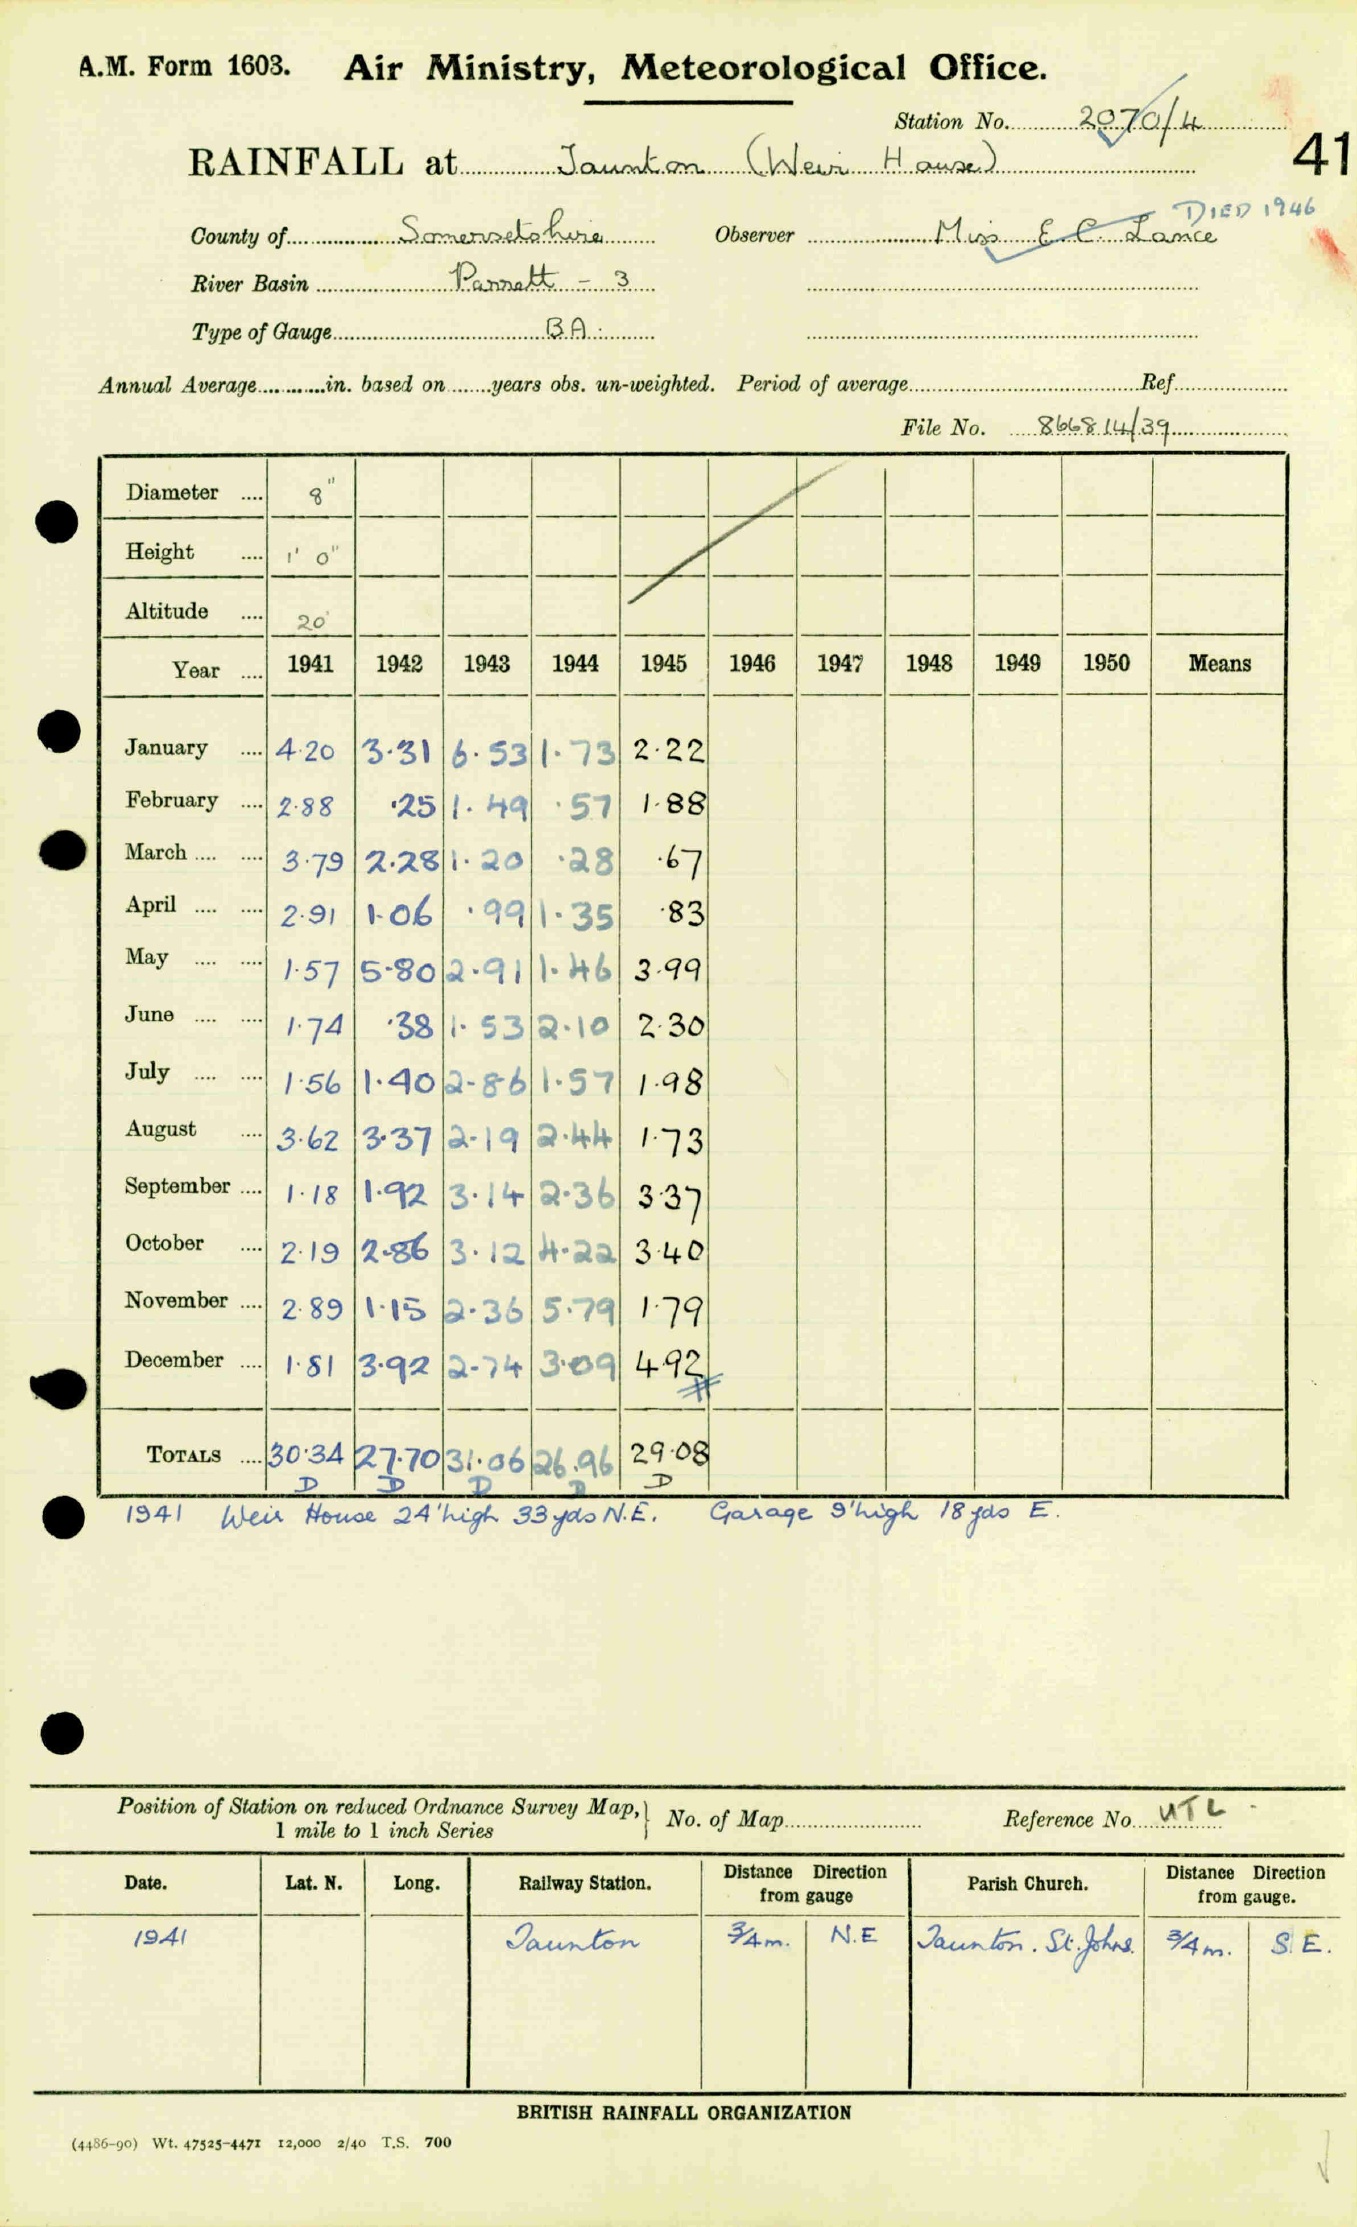 A.M. Form 1603. Air Ministry, Meteorological Office.
Station No. 2070/4
41
RAINFALL at Taunton (Weir House)
DIED 1946
County of Somersetshire Observer Miss E C. Lance
River Basin Parrett - 3
Type of Gauge BA.
Annual Average in. based on years obs. un-weighted. Period of average Ref
File No. 866814/39
Diameter 8"
Height 1' 0"
Altitude 20'
Year 1941 1942 1943 1944 1945 1946 1947 1948 1949 1950 Means
January 4.20 3.31 6.53 1.73 2.22
February 2.88 .25 1.49 .57 1.88
March 3.79 2.28 1.20 .28 .67
April 2.91 1.06 .99 1.35 .83
May 1.57 5.80 2.91 1.46 3.99
June 1.74 .38 1.53 2.10 2.30
July 1.56 1.40 2.86 1.57 1.98
August 3.62 3.37 2.19 2.44 1.73
September 1.18 1.92 3.14 2.36 3.37
October 2.19 2.86 3.12 4.22 3.40
November 2.89 1.15 2.36 5.79 1.79
December 1.81 3.92 2.74 3.09 4.92
TOTALS 30.34 27.70 31.06 26.96 29.08
D D D D D
1941 Weir House 24'high 33yds N.E. Garage 9'high 18yds E.
Position of Station on reduced Ordnance Survey Map, 1 mile to 1 inch Series } No. of Map Reference No. UTL
Date. Lat. N. Long. Railway Station. Distance Direction from gauge Parish Church. Distance Direction from gauge.
1941 Taunton 3/4m. N.E Taunton. St. Johns. 3/4m. S.E.
BRITISH RAINFALL ORGANIZATION
(4486-90) Wt. 47525-4471 12,000 2/40 T.S. 700